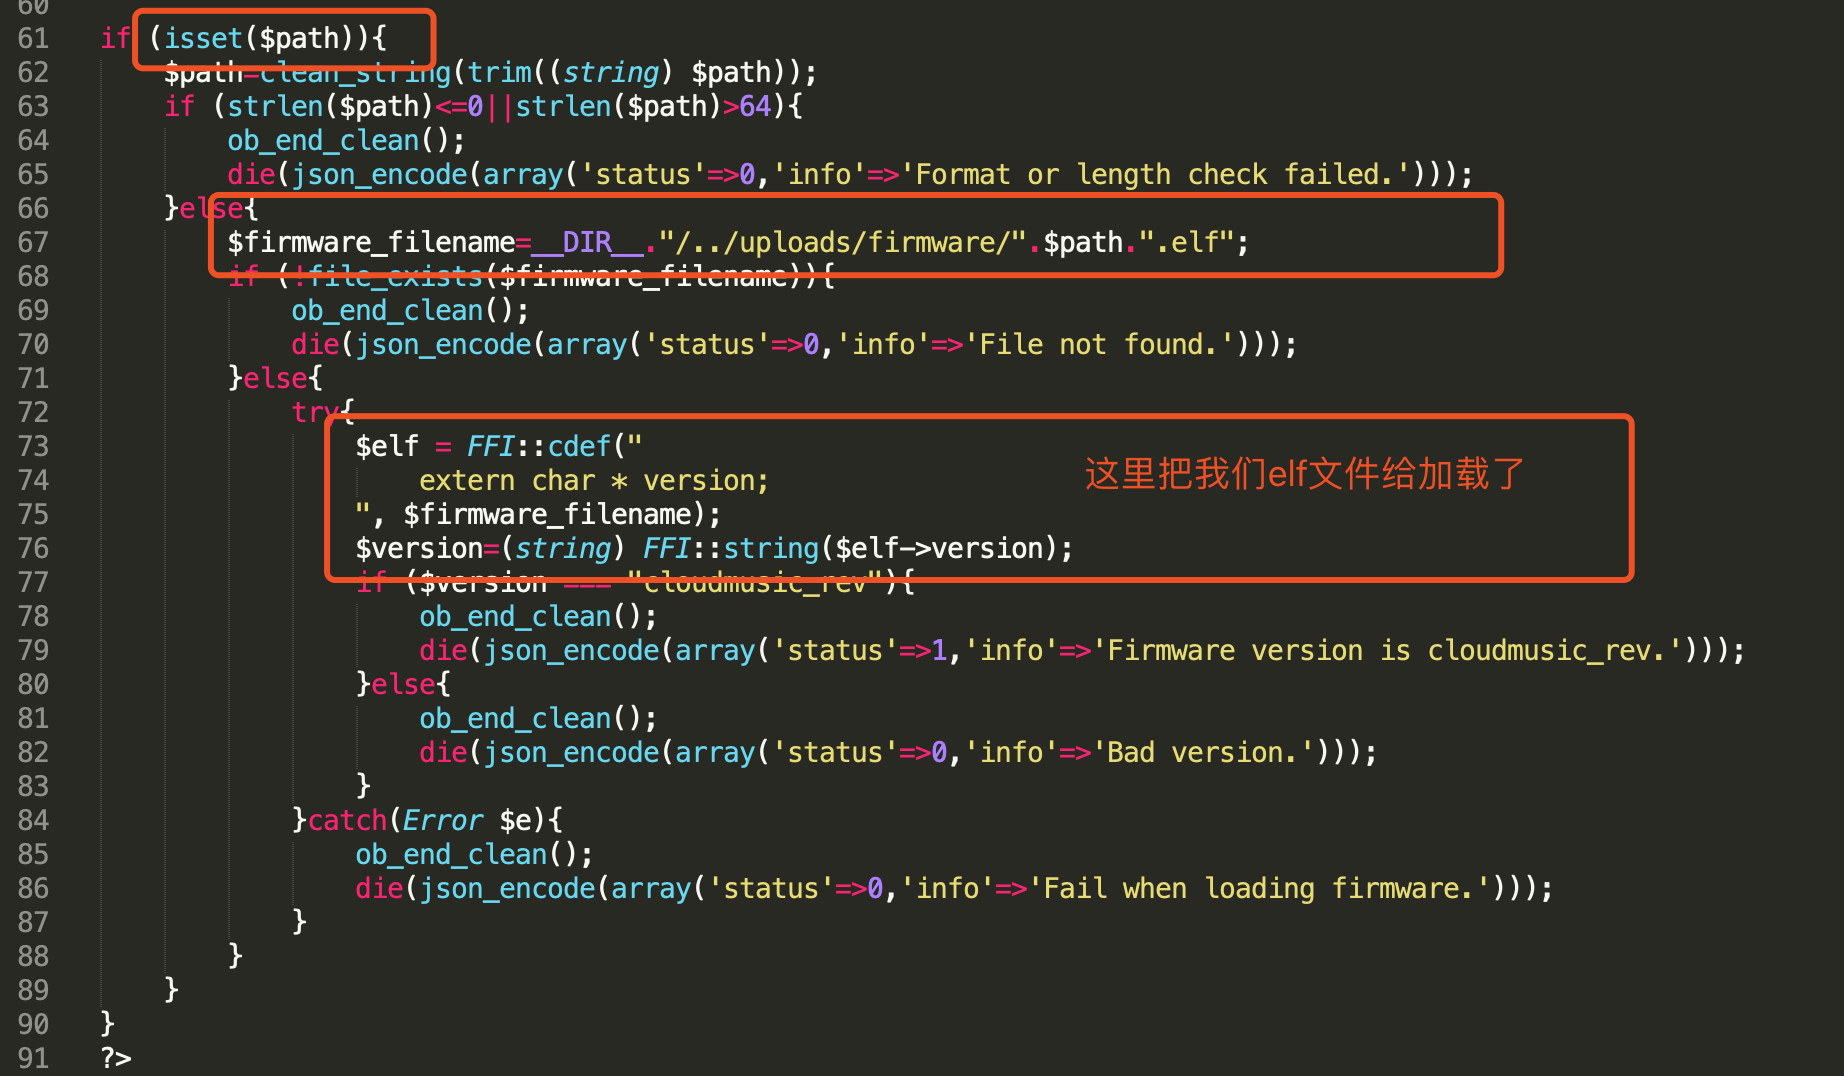 60
61 if (isset($path)){
62 $path=clean_string(trim((string) $path));
63 if (strlen($path)<=0||strlen($path)>64){
64 ob_end_clean();
65 die(json_encode(array('status'=>0,'info'=>'Format or length check failed.')));
66 }else{
67 $firmware_filename=__DIR__."/../uploads/firmware/".$path.".elf";
68 if (!file_exists($firmware_filename)){
69 ob_end_clean();
70 die(json_encode(array('status'=>0,'info'=>'File not found.')));
71 }else{
72 try{
73 $elf = FFI::cdef("
74 extern char * version;
这里把我们elf文件给加载了
75 ", $firmware_filename);
76 $version=(string) FFI::string($elf->version);
77 if ($version === "cloudmusic_rev"){
78 ob_end_clean();
79 die(json_encode(array('status'=>1,'info'=>'Firmware version is cloudmusic_rev.')));
80 }else{
81 ob_end_clean();
82 die(json_encode(array('status'=>0,'info'=>'Bad version.')));
83 }
84 }catch(Error $e){
85 ob_end_clean();
86 die(json_encode(array('status'=>0,'info'=>'Fail when loading firmware.')));
87 }
88 }
89 }
90 }
91 ?>